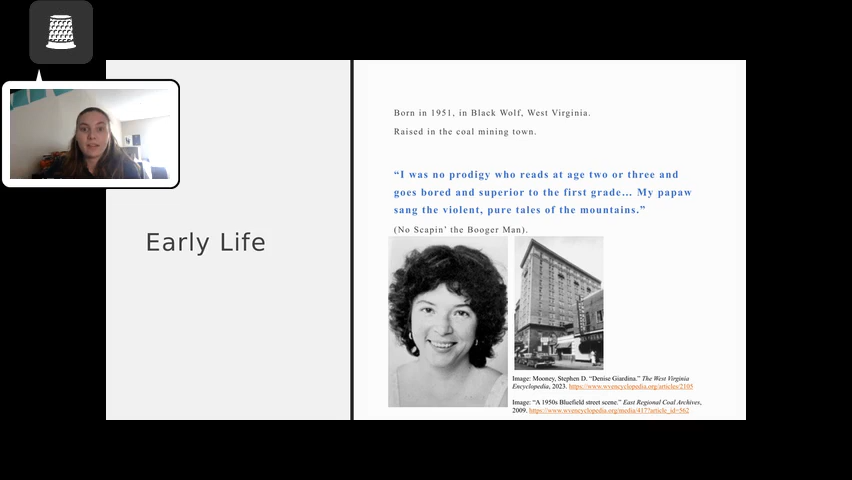 Born in 1951, in Black Wolf, West Virginia.
Raised in the coal mining town.
“I was no prodigy who reads at age two or three and
goes bored and superior to the first grade… My papaw
sang the violent, pure tales of the mountains.”
(No Scapin’ the Booger Man).
Early Life
Image: Mooney, Stephen D. “Denise Giardina.” The West Virginia
Encyclopedia, 2023. https://www.wvencyclopedia.org/articles/2103
Image: “A 1950s Bluefield street scene.” East Regional Coal Archives,
2009. https://www.wvencyclopedia.org/media/417?article_id=562